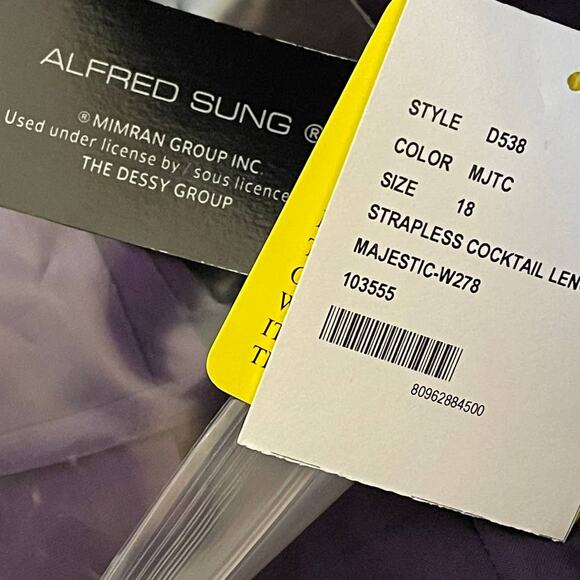 ALFRED SUNG ®
® MIMRAN GROUP INC.
Used under license by / sous licence
THE DESSY GROUP
STYLE D538
COLOR MJTC
SIZE 18
STRAPLESS COCKTAIL LEN
MAJESTIC-W278
103555
80962884500